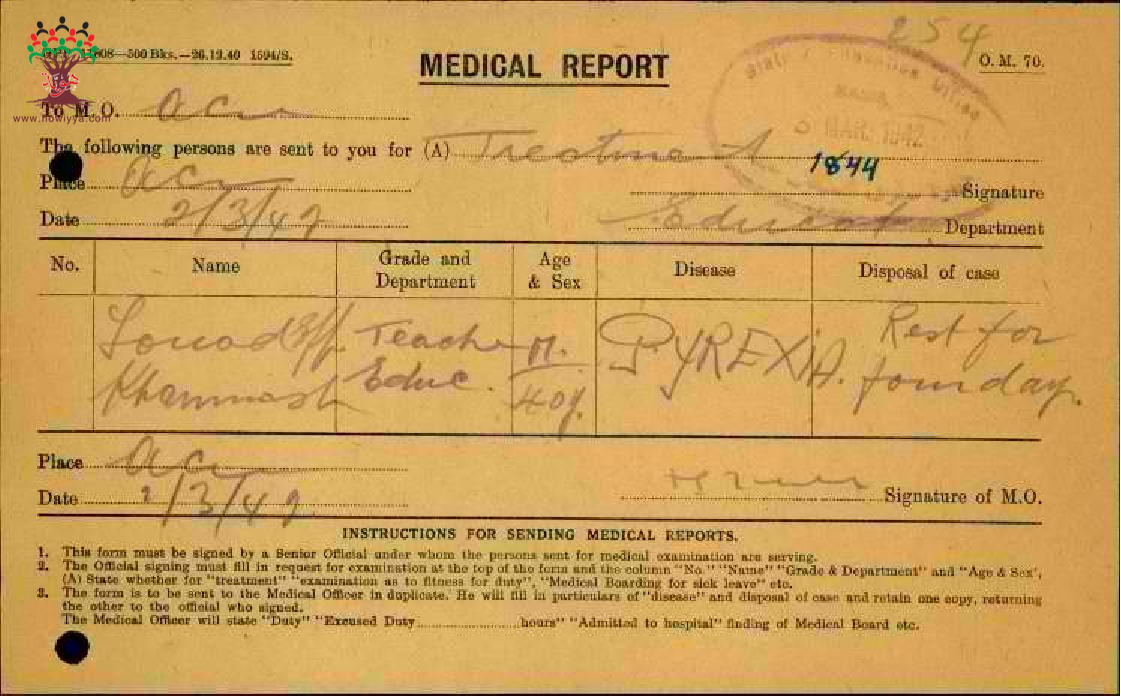 254
808—500 Bks.—26.12.40 1594/S.
MEDICAL REPORT
O. M. 70.
www.howiyya.com
To M. O. Acre
MAR. 1942
The following persons are sent to you for (A) Treatment
1844
Place Acre
Signature
Date 2/3/42
Department
No. Name Grade and Department Age & Sex Disease Disposal of case
Teacher M. PYREXIA. Rest for
Educ. 40y. four days.
Place Acre
Date 2/3/42
Signature of M.O.
INSTRUCTIONS FOR SENDING MEDICAL REPORTS.
1. This form must be signed by a Senior Official under whom the persons sent for medical examination are serving.
2. The Official signing must fill in request for examination at the top of the form and the column "No." "Name" "Grade & Department" and "Age & Sex',
(A) State whether for "treatment" "examination as to fitness for duty", "Medical Boarding for sick leave" etc.
3. The form is to be sent to the Medical Officer in duplicate. He will fill in particulars of "disease" and disposal of case and retain one copy, returning
the other to the official who signed.
The Medical Officer will state "Duty" "Excused Duty..............hours" "Admitted to hospital" finding of Medical Board etc.